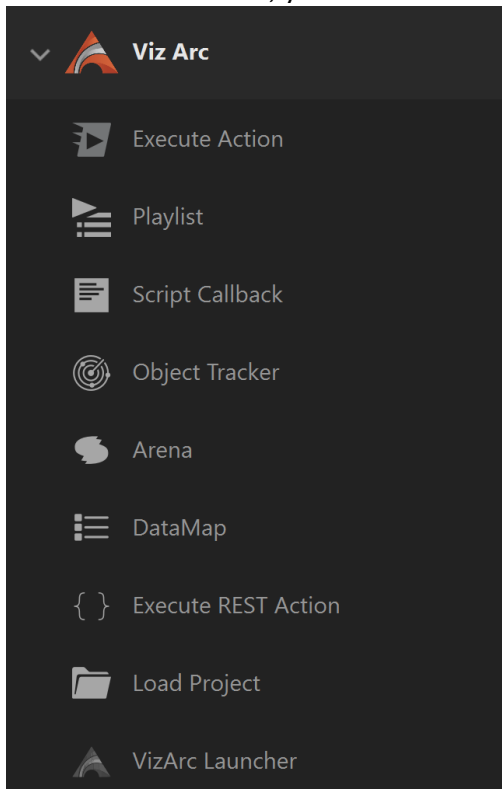 Viz Arc
Execute Action
Playlist
Script Callback
Object Tracker
Arena
DataMap
Execute REST Action
Load Project
VizArc Launcher